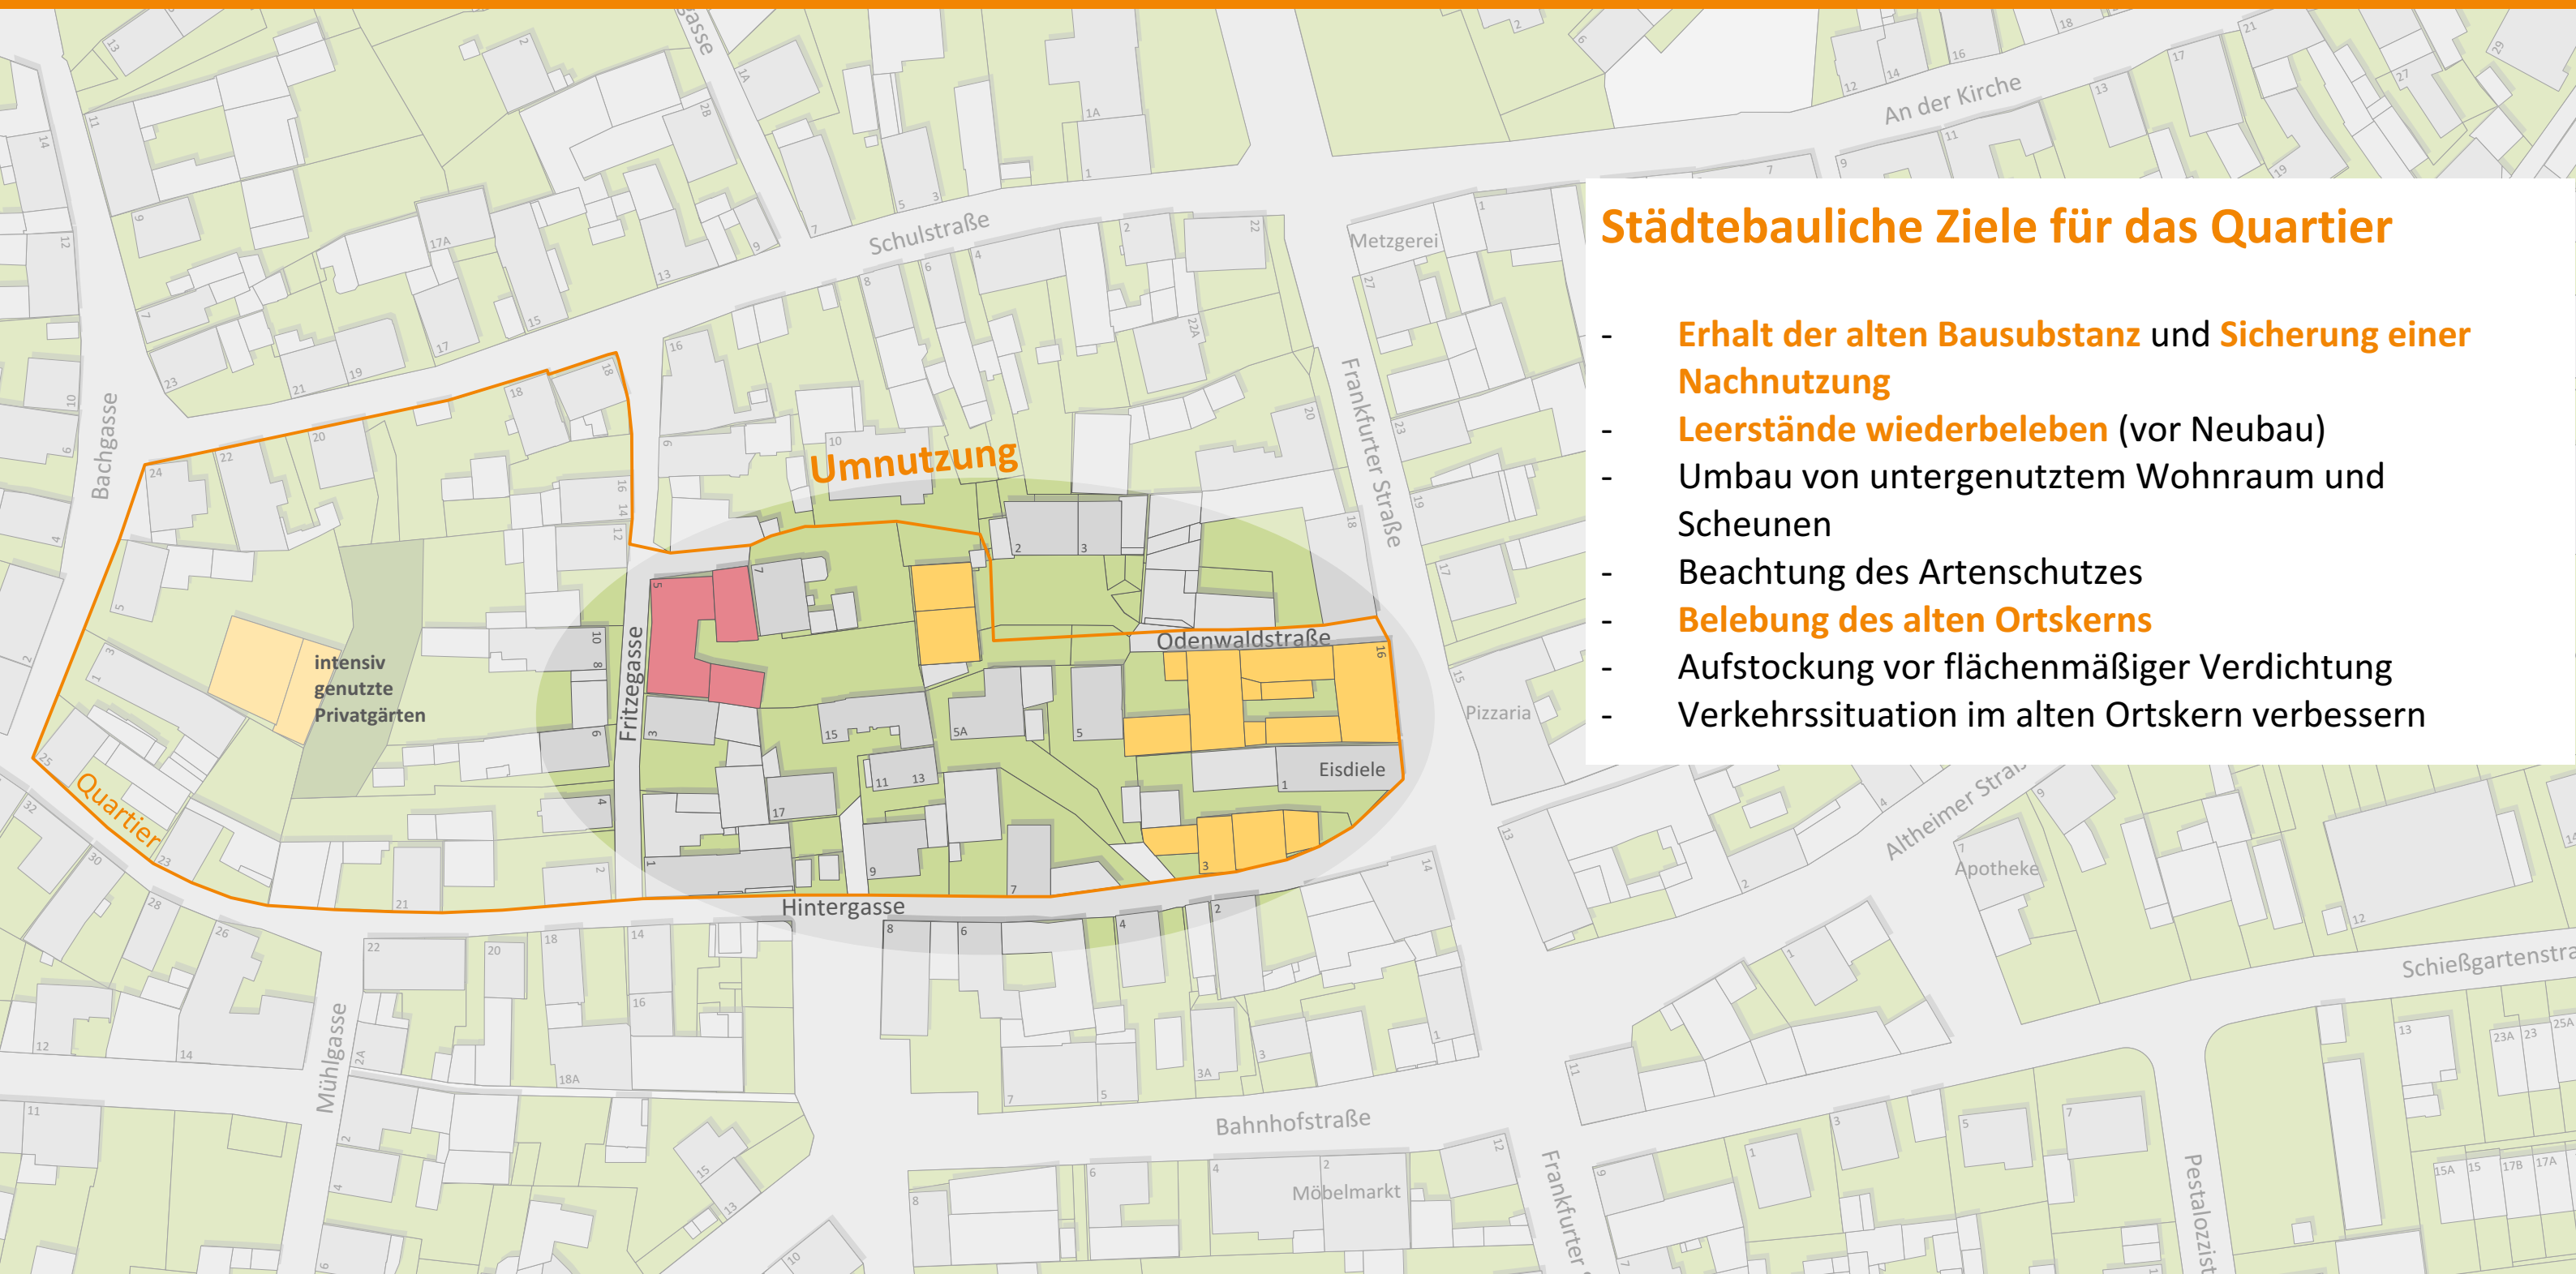 Städtebauliche Ziele für das Quartier
- Erhalt der alten Bausubstanz und Sicherung einer
Nachnutzung
- Leerstände wiederbeleben (vor Neubau)
- Umbau von untergenutztem Wohnraum und
Scheunen
- Beachtung des Artenschutzes
- Belebung des alten Ortskerns
- Aufstockung vor flächenmäßiger Verdichtung
- Verkehrssituation im alten Ortskern verbessern
An der Kirche
Schulstraße
Metzgerei
Bachgasse
Frankfurter Straße
Umnutzung
Odenwaldstraße
Fritzegasse
intensiv
genutzte
Privatgärten
Pizzaria
Eisdiele
Quartier
Hintergasse
Altheimer Straß
Apotheke
Schießgartenstra
Mühlgasse
Bahnhofstraße
Möbelmarkt
Frankfurter
Pestalozzist